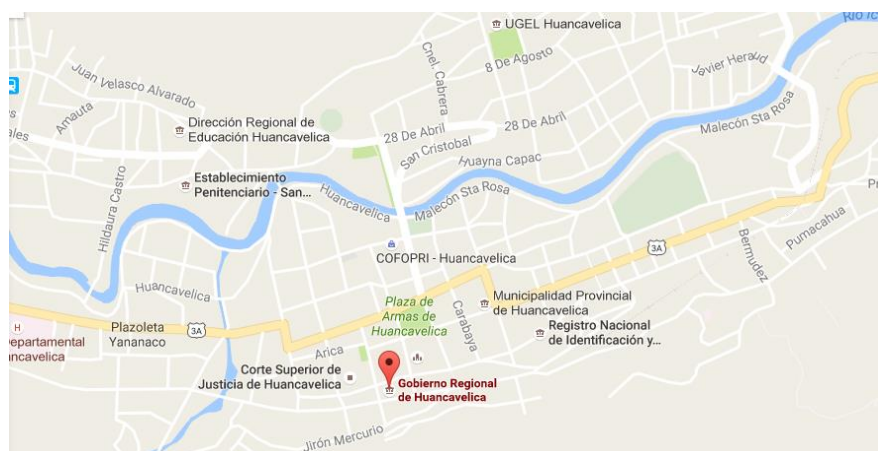 UGEL Huancavelica
Río Ic
Cnel. Cabrera
8 De Agosto
Javier Heraud
Juan Velasco Alvarado
Amauta
ales
Dirección Regional de
Educación Huancavelica
28 De Abril
28 De Abril
San Cristobal
Malecón Sta Rosa
Huayna Capac
Establecimiento
Penitenciario - San...
Huancavelica
Malecón Sta Rosa
Hildaura Castro
COFOPRI - Huancavelica
3A
Bermudez
Pumacahua
Huancavelica
Plaza de
Armas de
Huancavelica
Carabaya
Municipalidad Provincial
de Huancavelica
Plazoleta
Yananaco
3A
H
Departamental
ancavelica
Registro Nacional
de Identificación y...
Arica
Corte Superior de
Justicia de Huancavelica
Gobierno Regional
de Huancavelica
Jirón Mercurio